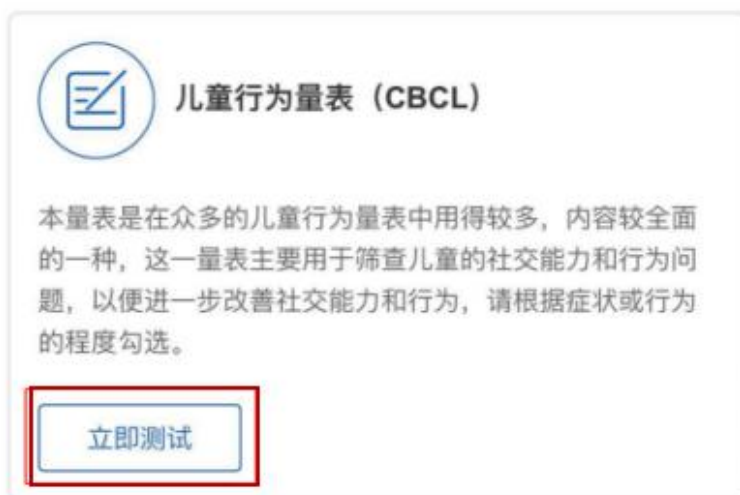 儿童行为量表（CBCL）
本量表是在众多的儿童行为量表中用得较多，内容较全面
的一种，这一量表主要用于筛查儿童的社交能力和行为问
题，以便进一步改善社交能力和行为，请根据症状或行为
的程度勾选。
立即测试